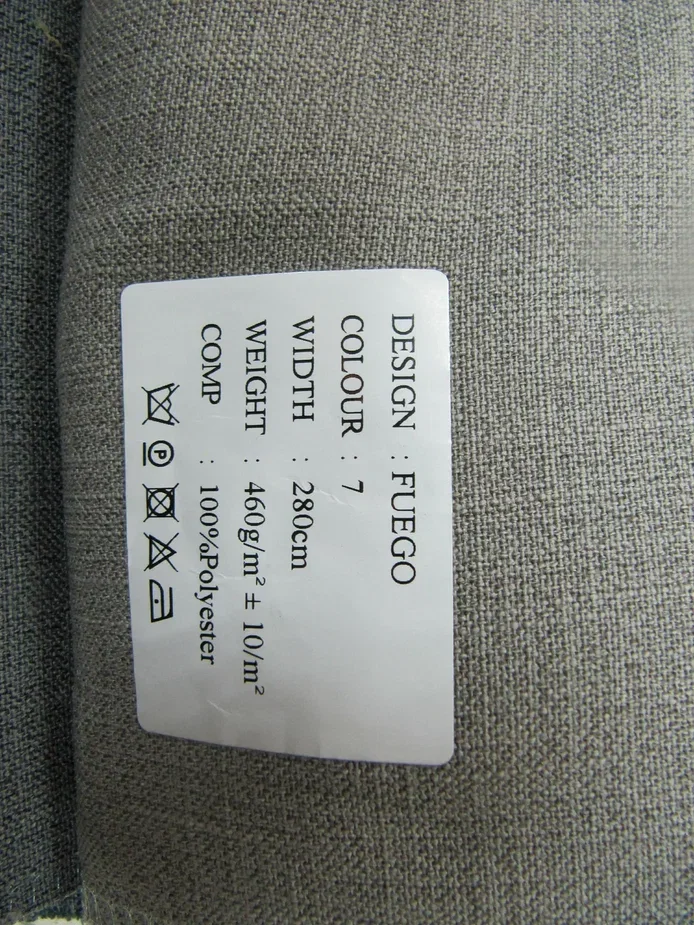 DESIGN : FUEGO
COLOUR : 7
WIDTH : 280cm
WEIGHT : 460g/m² ± 10/m²
COMP : 100%Polyester
P